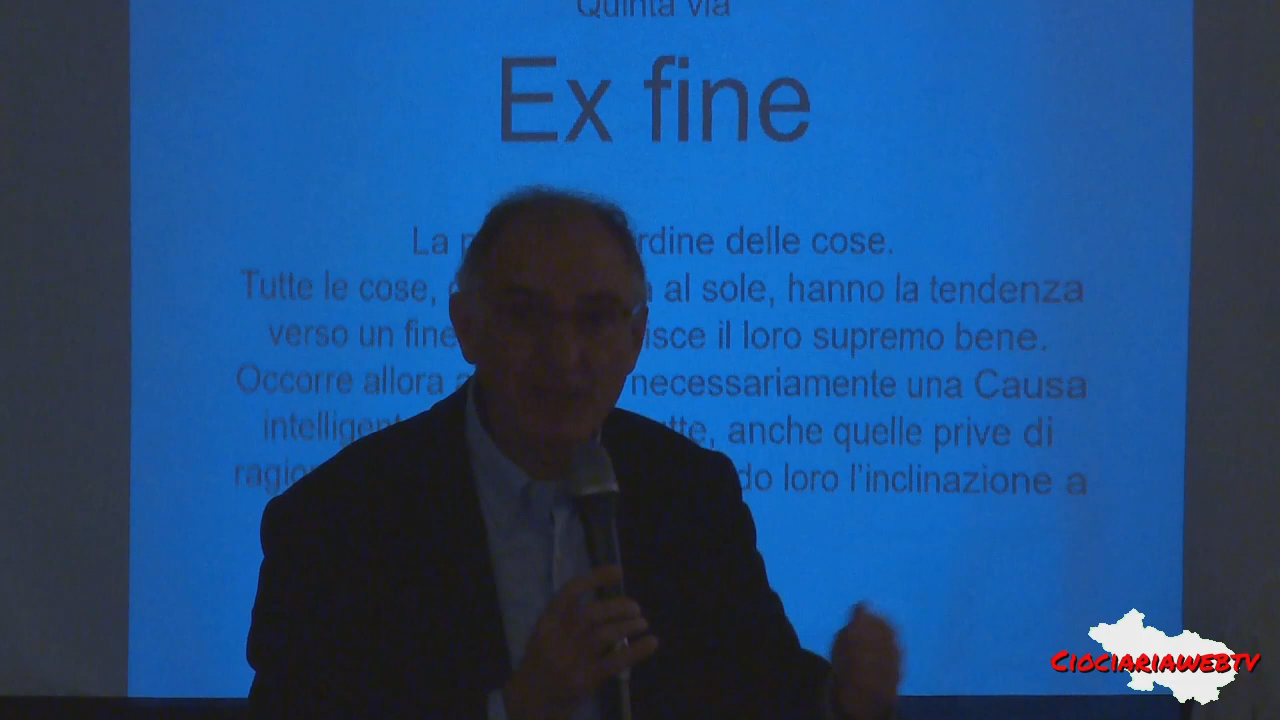 Quinta via
Ex fine
La rdine delle cose.
Tutte le cose, al sole, hanno la tendenza
verso un fine isce il loro supremo bene.
Occorre allora necessariamente una Causa
intelligent tte, anche quelle prive di
ragio do loro l'inclinazione a
CIOCIARIAWEBTV